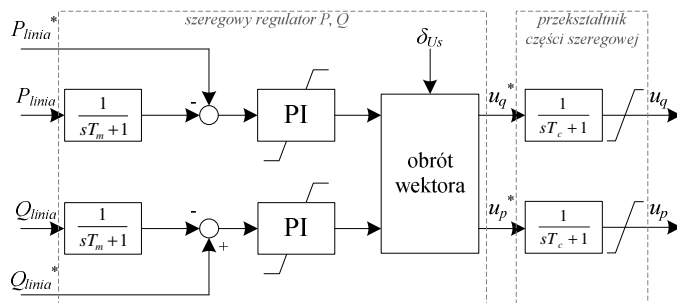 szeregowy regulator P, Q
przekształtnik
części szeregowej
P_linia*
δ_Us
P_linia
1
sT_m +1
-
PI
u_q*
1
sT_c +1
u_q
obrót
wektora
Q_linia
1
sT_m +1
-
+
PI
u_p*
1
sT_c +1
u_p
Q_linia*